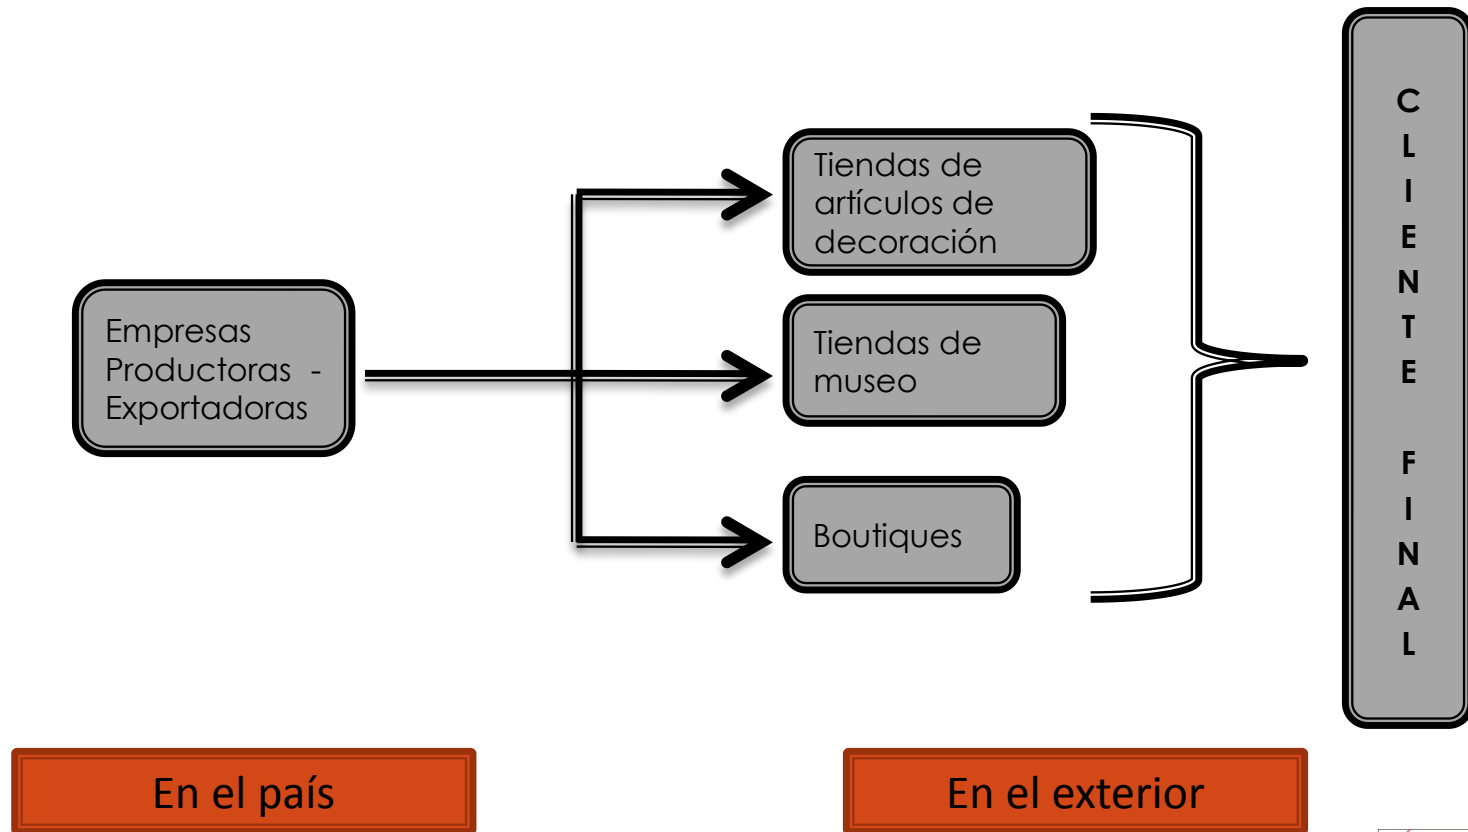 Empresas
Productoras -
Exportadoras
Tiendas de
artículos de
decoración
Tiendas de
museo
Boutiques
C
L
I
E
N
T
E
F
I
N
A
L
En el país
En el exterior